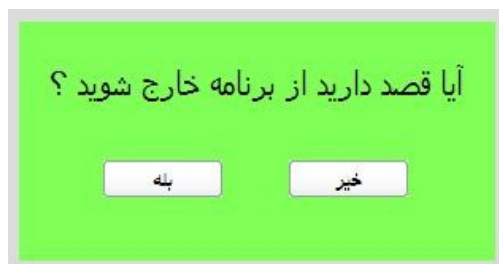 آیا قصد دارید از برنامه خارج شوید ؟
خیر
بله